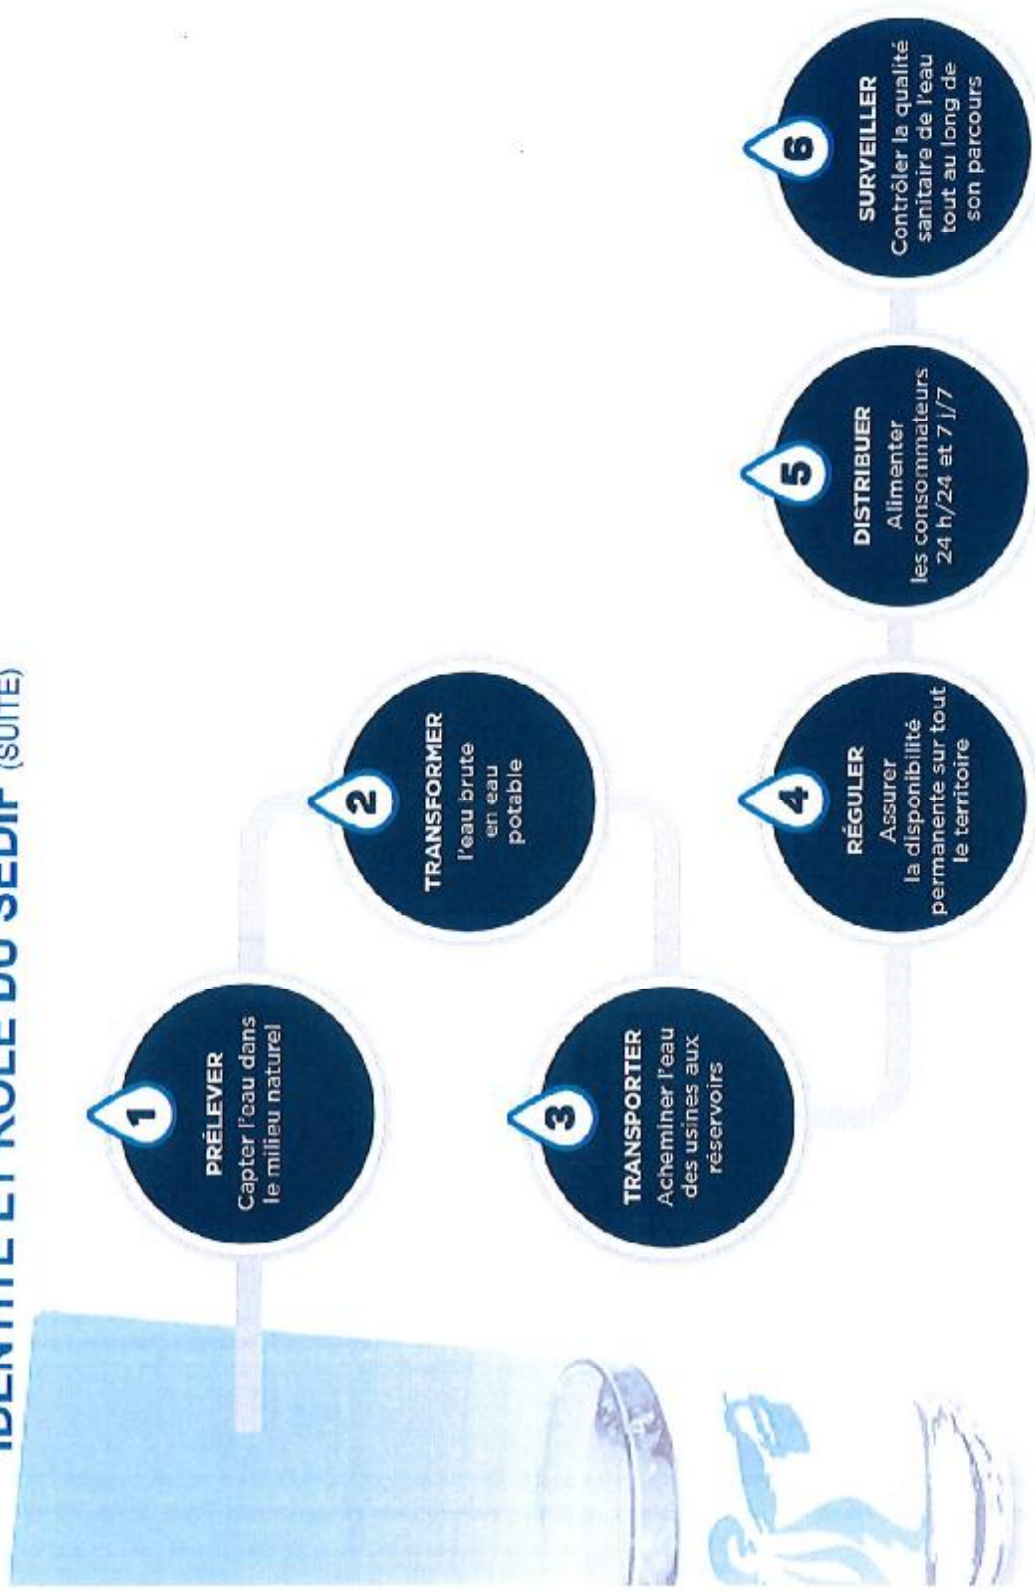 IDENTITÉ ET RÔLE DU SEDIF (SUITE)
1
PRÉLEVER
Capter l'eau dans
le milieu naturel
2
TRANSFORMER
l'eau brute
en eau
potable
3
TRANSPORTER
Acheminer l'eau
des usines aux
réservoirs
4
RÉGULER
Assurer
la disponibilité
permanente sur tout
le territoire
5
DISTRIBUER
Alimenter
les consommateurs
24 h/24 et 7 j/7
6
SURVEILLER
Contrôler la qualité
sanitaire de l'eau
tout au long de
son parcours